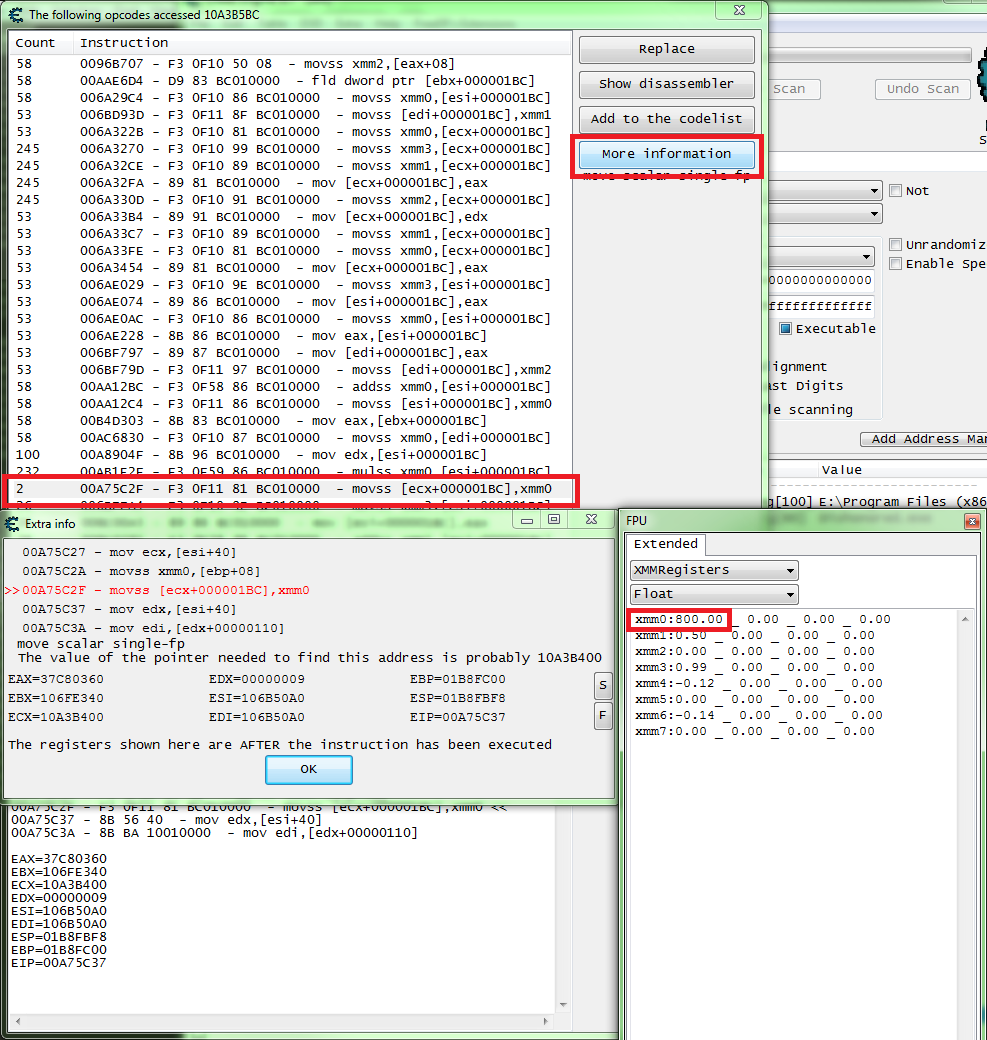 The following opcodes accessed 10A3B5BC
Count Instruction
58 0096B707 - F3 0F10 50 08 - movss xmm2,[eax+08]
58 00AAE6D4 - D9 83 BC010000 - fld dword ptr [ebx+000001BC]
58 006A29C4 - F3 0F10 86 BC010000 - movss xmm0,[esi+000001BC]
53 006BD93D - F3 0F11 8F BC010000 - movss [edi+000001BC],xmm1
53 006A322B - F3 0F10 81 BC010000 - movss xmm0,[ecx+000001BC]
245 006A3270 - F3 0F10 99 BC010000 - movss xmm3,[ecx+000001BC]
245 006A32CE - F3 0F10 89 BC010000 - movss xmm1,[ecx+000001BC]
245 006A32FA - 89 81 BC010000 - mov [ecx+000001BC],eax
245 006A330D - F3 0F10 91 BC010000 - movss xmm2,[ecx+000001BC]
53 006A33B4 - 89 91 BC010000 - mov [ecx+000001BC],edx
53 006A33C7 - F3 0F10 89 BC010000 - movss xmm1,[ecx+000001BC]
53 006A33FE - F3 0F10 81 BC010000 - movss xmm0,[ecx+000001BC]
53 006A3454 - 89 81 BC010000 - mov [ecx+000001BC],eax
53 006AE029 - F3 0F10 9E BC010000 - movss xmm3,[esi+000001BC]
53 006AE074 - 89 86 BC010000 - mov [esi+000001BC],eax
53 006AE0AC - F3 0F10 86 BC010000 - movss xmm0,[esi+000001BC]
53 006AE228 - 8B 86 BC010000 - mov eax,[esi+000001BC]
53 006BF797 - 89 87 BC010000 - mov [edi+000001BC],eax
53 006BF79D - F3 0F11 97 BC010000 - movss [edi+000001BC],xmm2
58 00AA12BC - F3 0F58 86 BC010000 - addss xmm0,[esi+000001BC]
58 00AA12C4 - F3 0F11 86 BC010000 - movss [esi+000001BC],xmm0
58 00B4D303 - 8B 83 BC010000 - mov eax,[ebx+000001BC]
58 00AC6830 - F3 0F10 87 BC010000 - movss xmm0,[edi+000001BC]
100 00A8904F - 8B 96 BC010000 - mov edx,[esi+000001BC]
232 00AB1F2F - F3 0F59 86 BC010000 - mulss xmm0,[esi+000001BC]
2 00A75C2F - F3 0F11 81 BC010000 - movss [ecx+000001BC],xmm0
Replace
Show disassembler
Add to the codelist
More information
move scalar single-fp
Scan
Undo Scan
Not
Unrandomiz
Enable Spe
0000000000000
fffffffffffff
Executable
ignment
ast Digits
le scanning
Add Address Man
Value
g[100] E:\Program Files (x86
Extra info
00A75C27 - mov ecx,[esi+40]
00A75C2A - movss xmm0,[ebp+08]
>>00A75C2F - movss [ecx+000001BC],xmm0
00A75C37 - mov edx,[esi+40]
00A75C3A - mov edi,[edx+00000110]
move scalar single-fp
The value of the pointer needed to find this address is probably 10A3B400
EAX=37C80360 EDX=00000009 EBP=01B8FC00
EBX=106FE340 ESI=106B50A0 ESP=01B8FBF8
ECX=10A3B400 EDI=106B50A0 EIP=00A75C37
S
F
The registers shown here are AFTER the instruction has been executed
OK
00A75C2F - F3 0F11 81 BC010000 - movss [ecx+000001BC],xmm0 <<
00A75C37 - 8B 56 40 - mov edx,[esi+40]
00A75C3A - 8B BA 10010000 - mov edi,[edx+00000110]
EAX=37C80360
EBX=106FE340
ECX=10A3B400
EDX=00000009
ESI=106B50A0
EDI=106B50A0
ESP=01B8FBF8
EBP=01B8FC00
EIP=00A75C37
FPU
Extended
XMMRegisters
Float
xmm0:800.00 _ 0.00 _ 0.00 _ 0.00
xmm1:0.50 _ 0.00 _ 0.00 _ 0.00
xmm2:0.00 _ 0.00 _ 0.00 _ 0.00
xmm3:0.99 _ 0.00 _ 0.00 _ 0.00
xmm4:-0.12 _ 0.00 _ 0.00 _ 0.00
xmm5:0.00 _ 0.00 _ 0.00 _ 0.00
xmm6:-0.14 _ 0.00 _ 0.00 _ 0.00
xmm7:0.00 _ 0.00 _ 0.00 _ 0.00